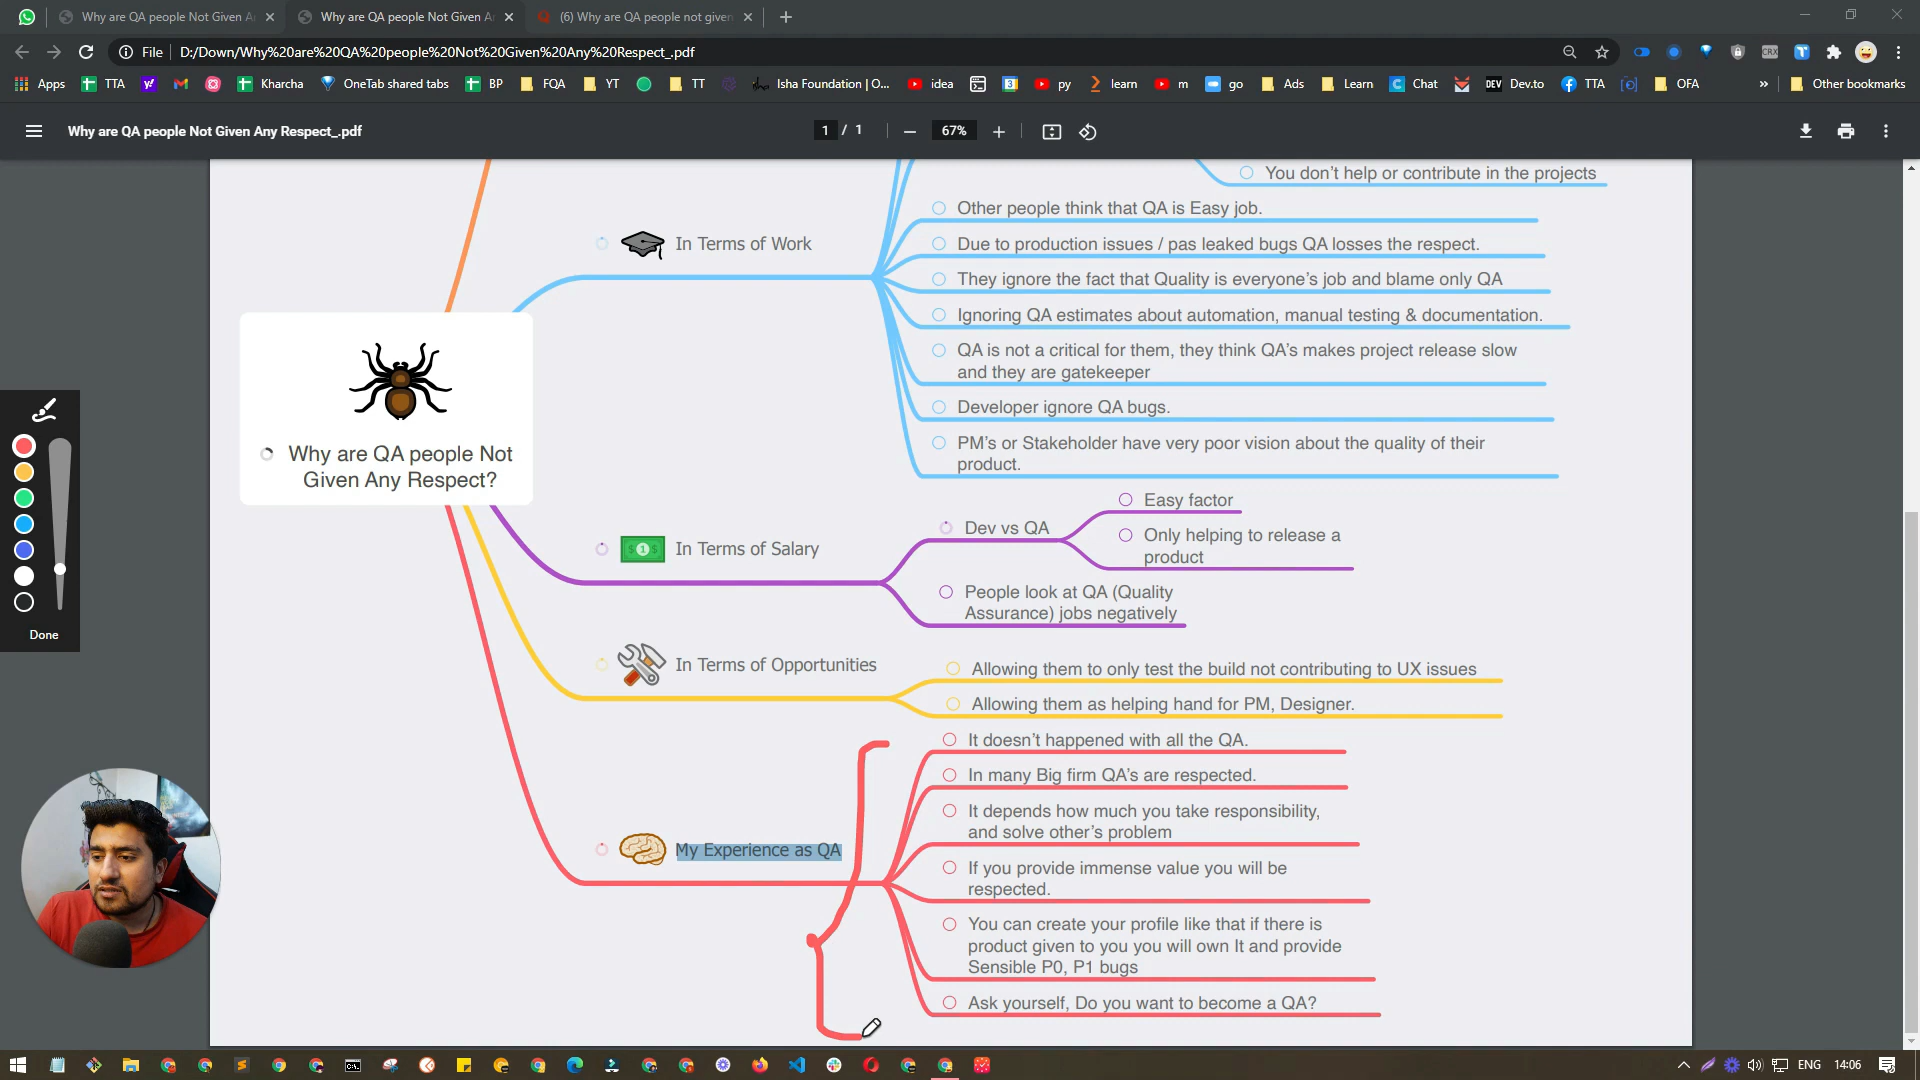 Why are QA people Not Given A
Why are QA people Not Given A
(6) Why are QA people not given
File
D:/Down/Why%20are%20QA%20people%20Not%20Given%20Any%20Respect_.pdf
Apps
TTA
Kharcha
OneTab shared tabs
BP
FQA
YT
TT
Isha Foundation | O...
idea
py
learn
m
go
Ads
Learn
Chat
DEV
Dev.to
TTA
OFA
»
Other bookmarks
CRX
Why are QA people Not Given Any Respect_.pdf
1 / 1
67%
You don't help or contribute in the projects
In Terms of Work
Other people think that QA is Easy job.
Due to production issues / pas leaked bugs QA losses the respect.
They ignore the fact that Quality is everyone's job and blame only QA
Ignoring QA estimates about automation, manual testing & documentation.
QA is not a critical for them, they think QA's makes project release slow
and they are gatekeeper
Developer ignore QA bugs.
PM's or Stakeholder have very poor vision about the quality of their
product.
Why are QA people Not
Given Any Respect?
In Terms of Salary
Dev vs QA
Easy factor
Only helping to release a
product
People look at QA (Quality
Assurance) jobs negatively
In Terms of Opportunities
Allowing them to only test the build not contributing to UX issues
Allowing them as helping hand for PM, Designer.
My Experience as QA
It doesn't happened with all the QA.
In many Big firm QA's are respected.
It depends how much you take responsibility,
and solve other's problem
If you provide immense value you will be
respected.
You can create your profile like that if there is
product given to you you will own It and provide
Sensible P0, P1 bugs
Ask yourself, Do you want to become a QA?
Done
ENG
14:06